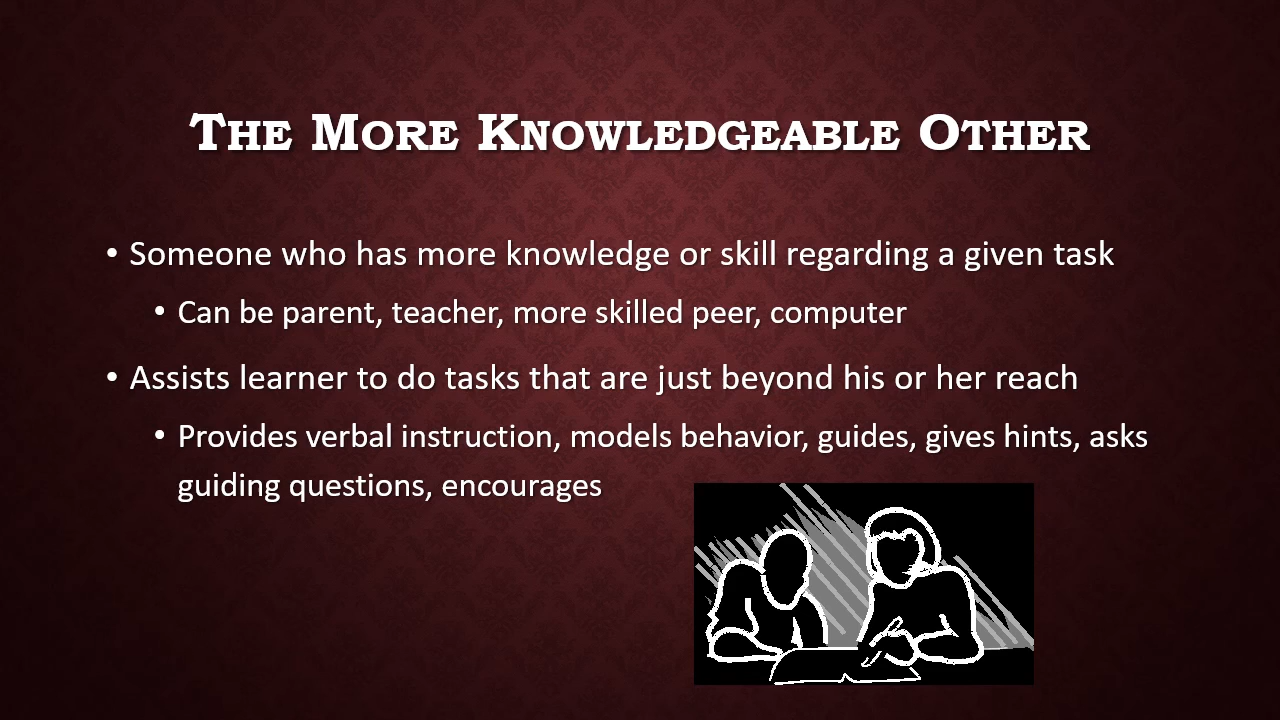 The More Knowledgeable Other
• Someone who has more knowledge or skill regarding a given task
• Can be parent, teacher, more skilled peer, computer
• Assists learner to do tasks that are just beyond his or her reach
• Provides verbal instruction, models behavior, guides, gives hints, asks
guiding questions, encourages